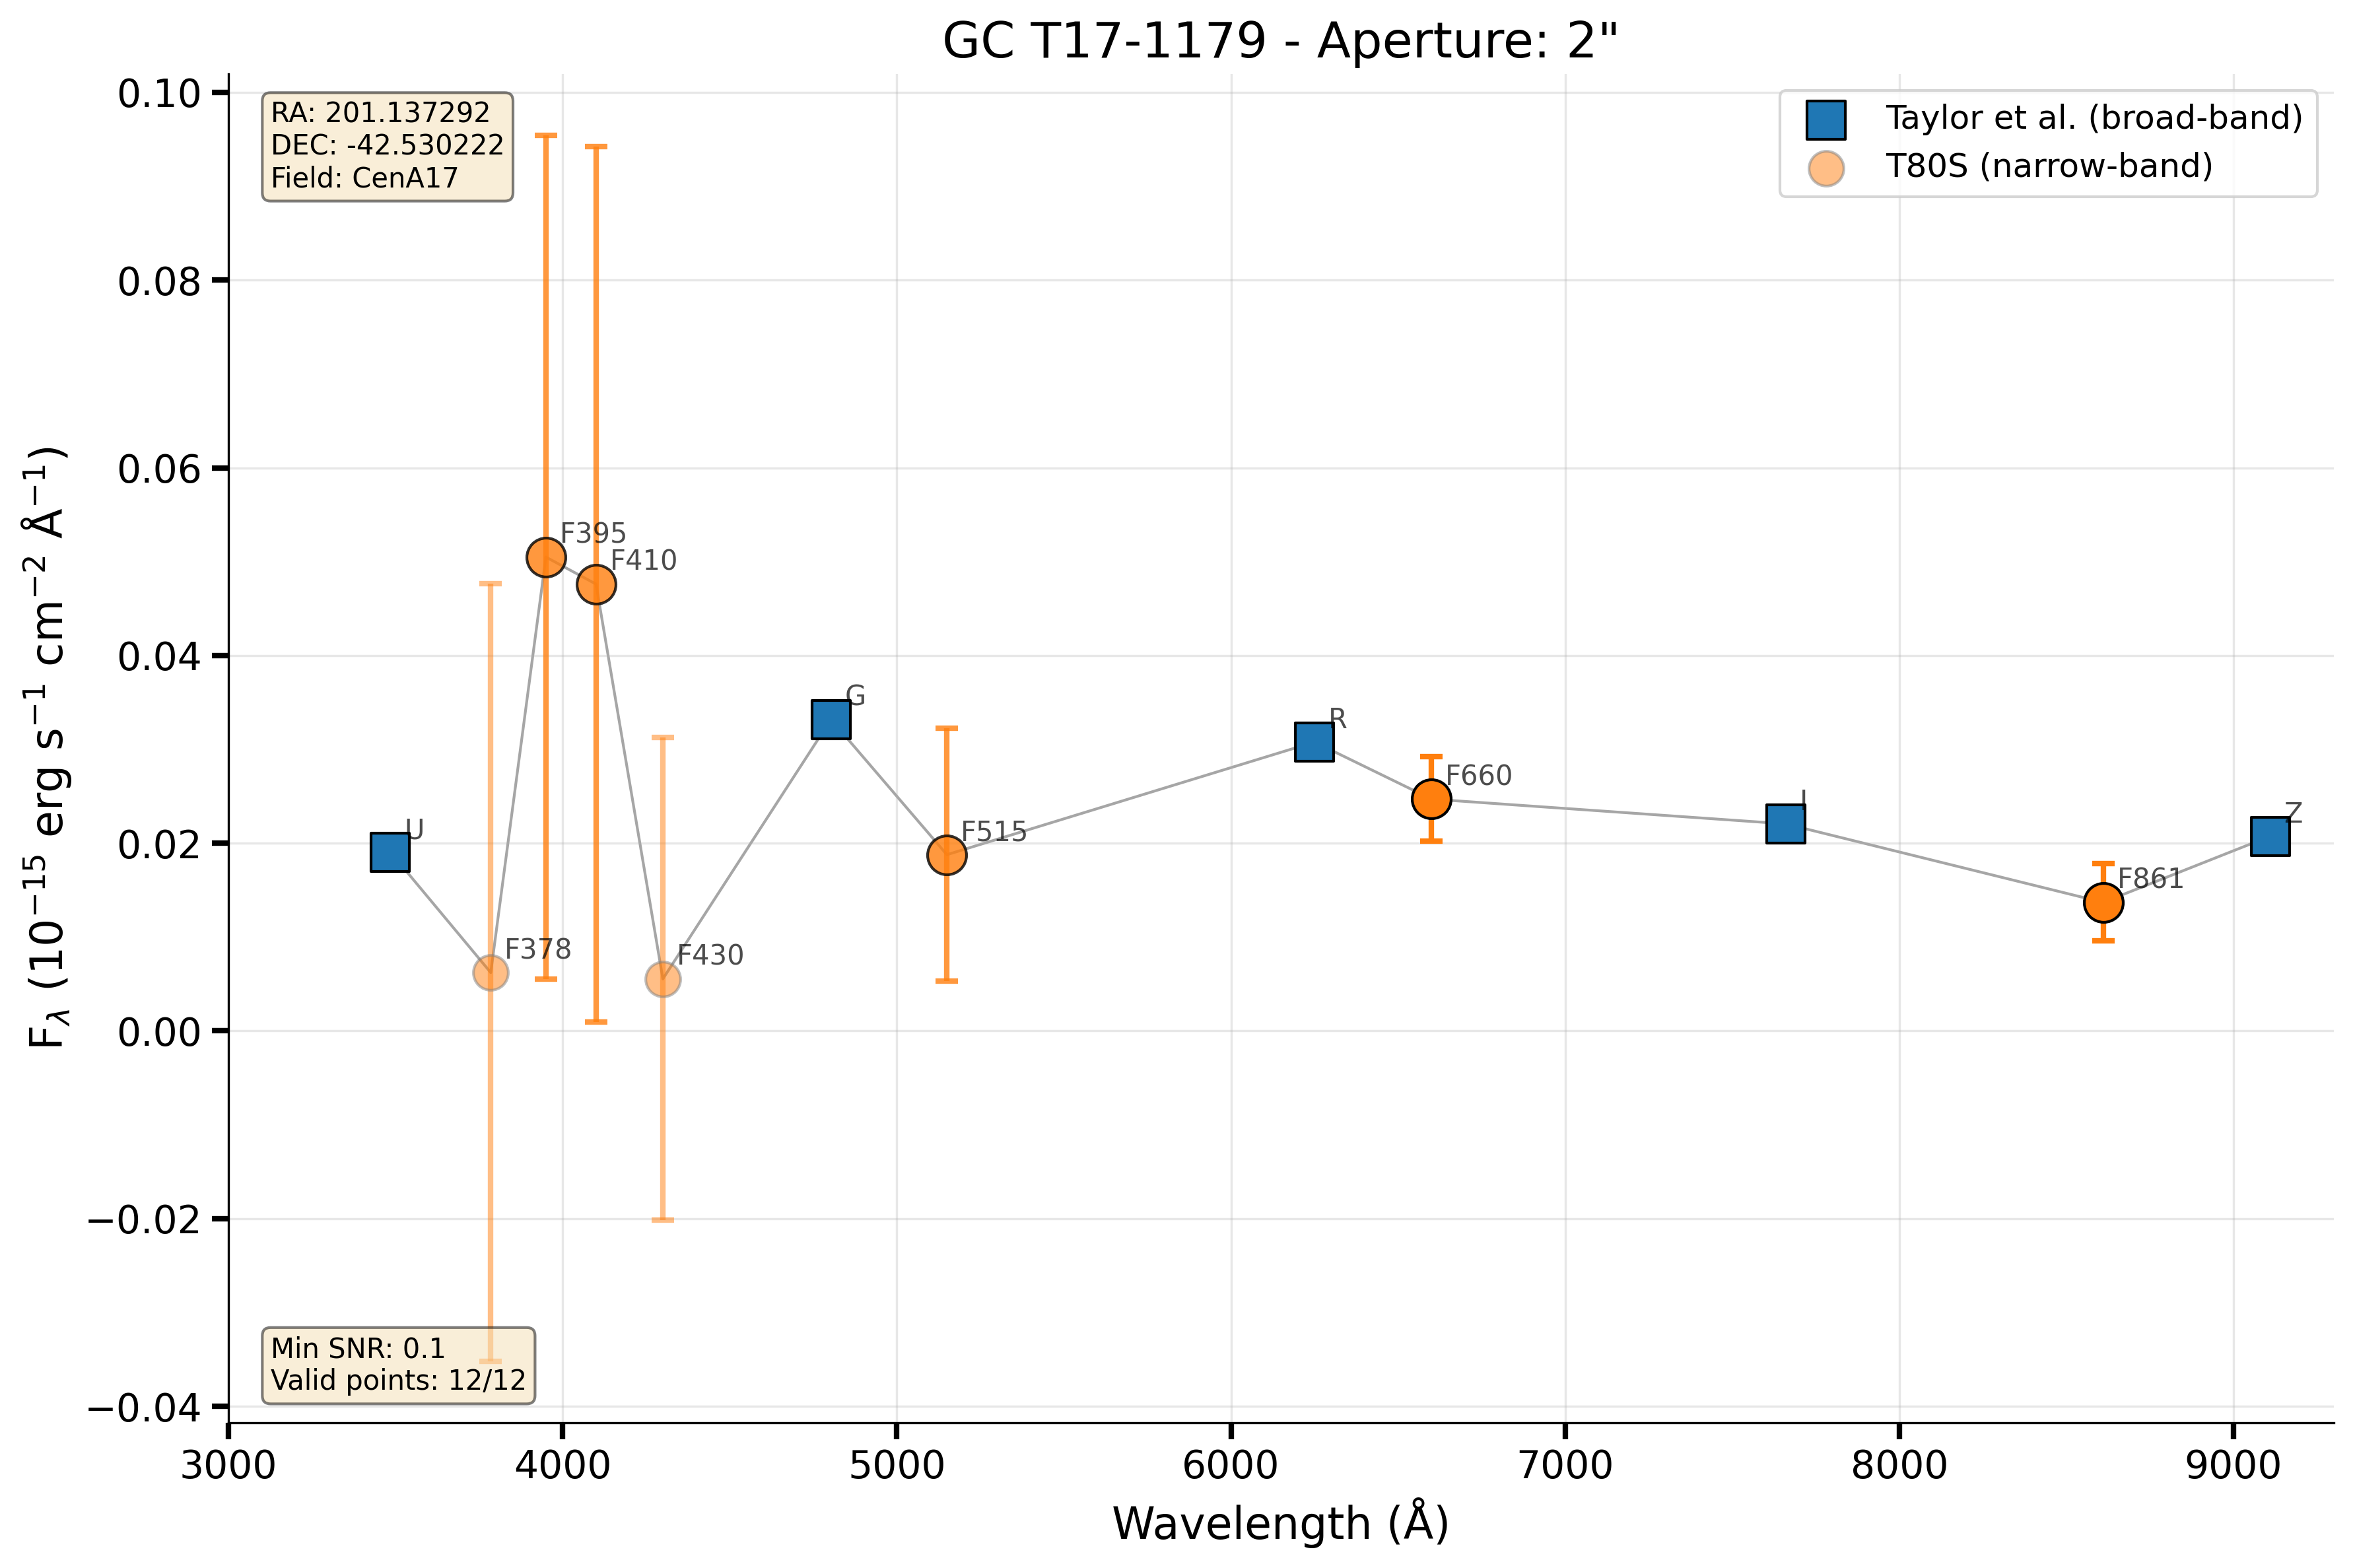 GC T17-1179 - Aperture: 2"
RA: 201.137292
DEC: -42.530222
Field: CenA17
Taylor et al. (broad-band)
T80S (narrow-band)
0.10
0.08
0.06
0.04
0.02
0.00
−0.02
−0.04
F$_λ$ (10$^{−15}$ erg s$^{−1}$ cm$^{−2}$ Å$^{−1}$)
U
F378
F395
F410
F430
G
F515
R
F660
I
F861
Z
Min SNR: 0.1
Valid points: 12/12
3000 4000 5000 6000 7000 8000 9000
Wavelength (Å)